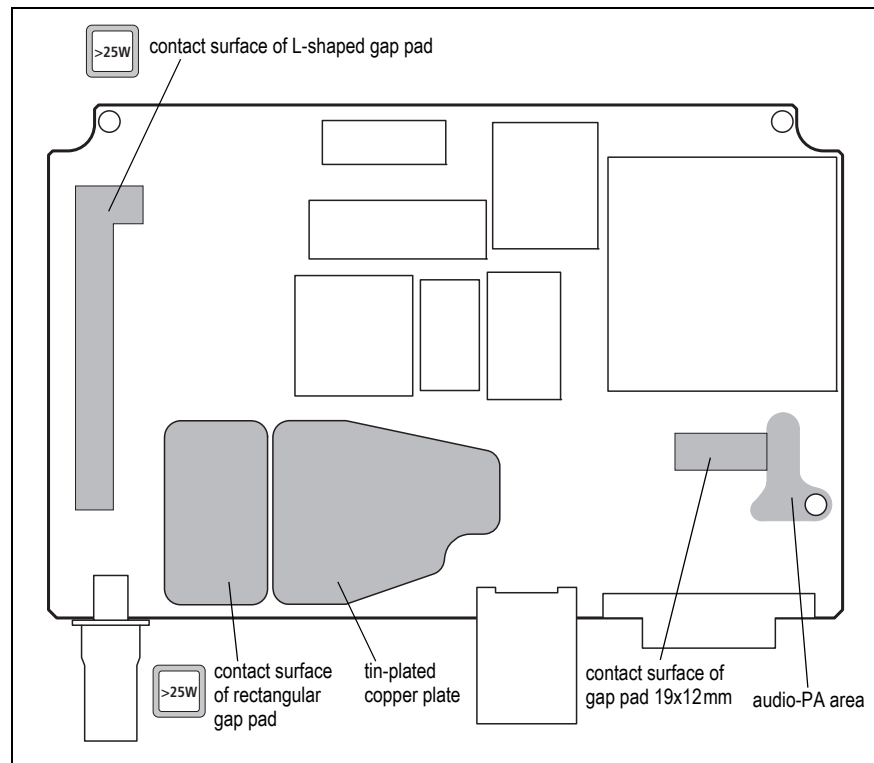 >25W
contact surface of L-shaped gap pad
contact surface
of rectangular
gap pad
>25W
tin-plated
copper plate
contact surface of
gap pad 19x12mm
audio-PA area